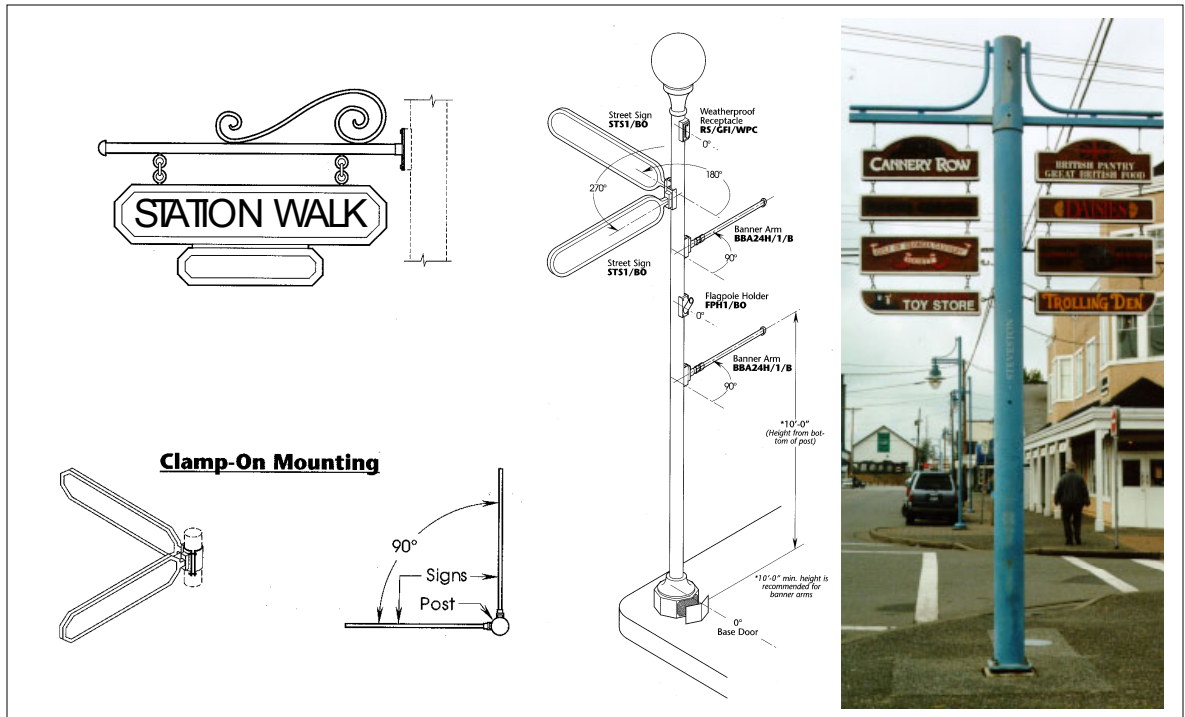 STATION WALK
Street Sign
STS1/BO
Weatherproof
Receptacle
RS/GFI/WPC
0°
180°
270°
Banner Arm
BBA24H/1/B
90°
Street Sign
STS1/BO
Flagpole Holder
FPH1/BO
0°
Banner Arm
BBA24H/1/B
90°
*10'-0"
(Height from bot-
tom of post)
*10'-0" min. height is
recommended for
banner arms
0°
Base Door
Clamp-On Mounting
90°
Signs
Post
CANNERY ROW
SOCIETY
TOY STORE
BRITISH PANTRY
GREAT BRITISH FOOD
DAISIES
TROLLING DEN
STEVESTON